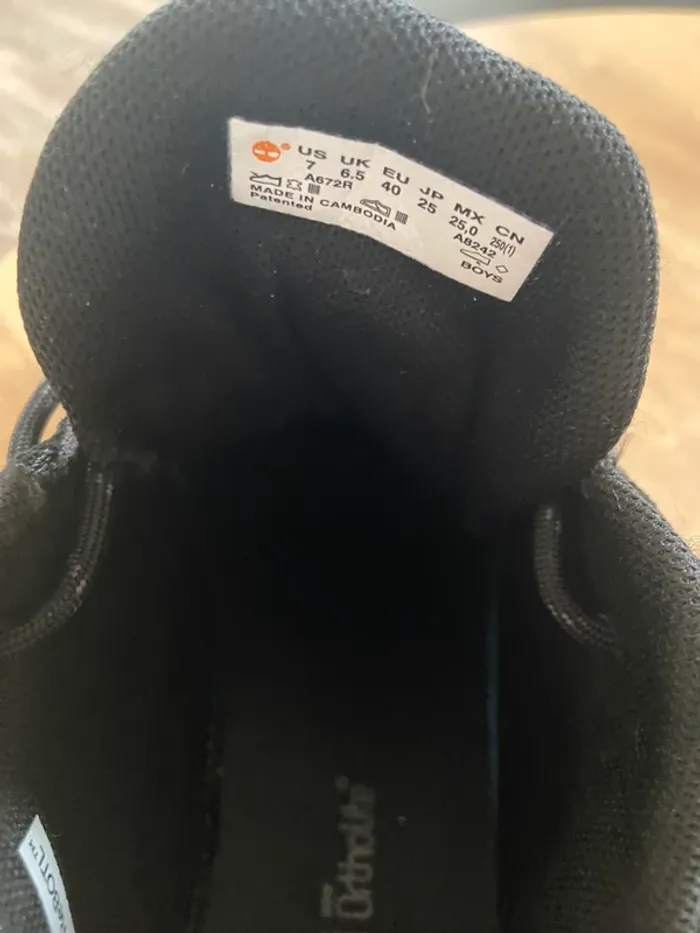 US UK EU JP MX CN
7 6.5 40 25 25,0 250(1)
A672R A8242
MADE IN CAMBODIA
Patented
BOYS
OrthoLite®
ReBOTL™